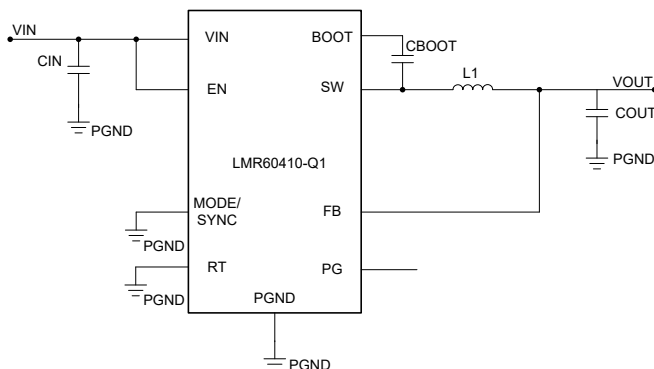 VIN
VIN
BOOT
CBOOT
CIN
L1
EN
SW
VOUT
COUT
PGND
PGND
LMR60410-Q1
MODE/
SYNC
FB
PGND
RT
PG
PGND
PGND
PGND